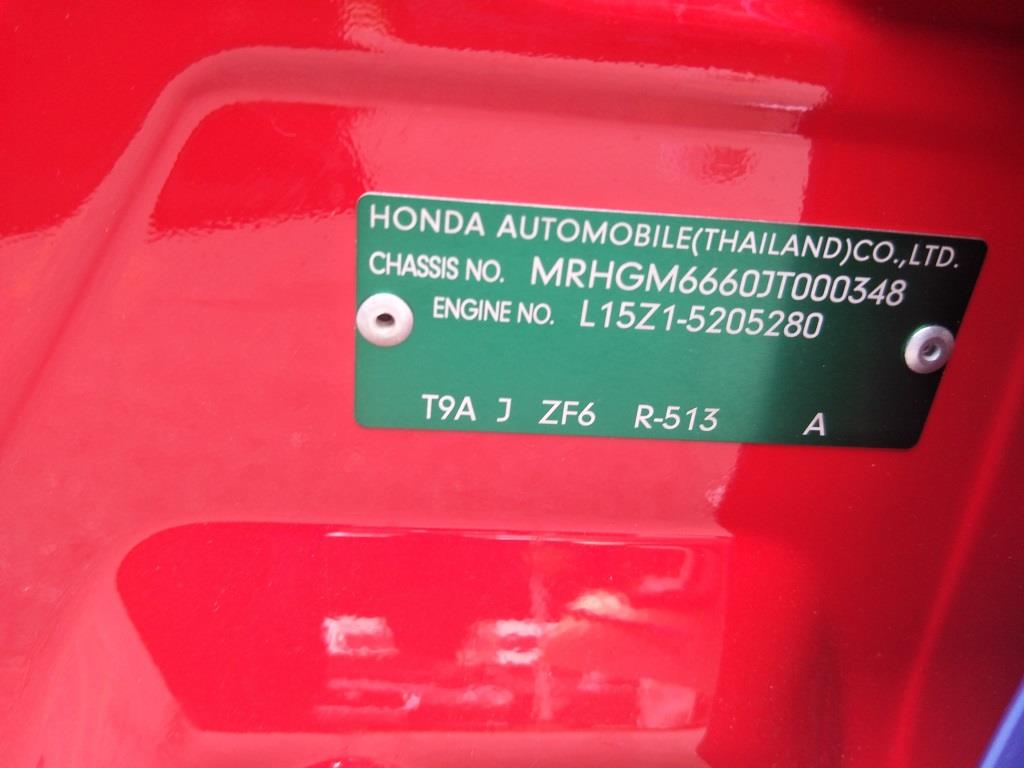 HONDA AUTOMOBILE(THAILAND)CO.,LTD.
CHASSIS NO. MRHGM6660JT000348
ENGINE NO. L15Z1-5205280
T9A J ZF6 R-513 A